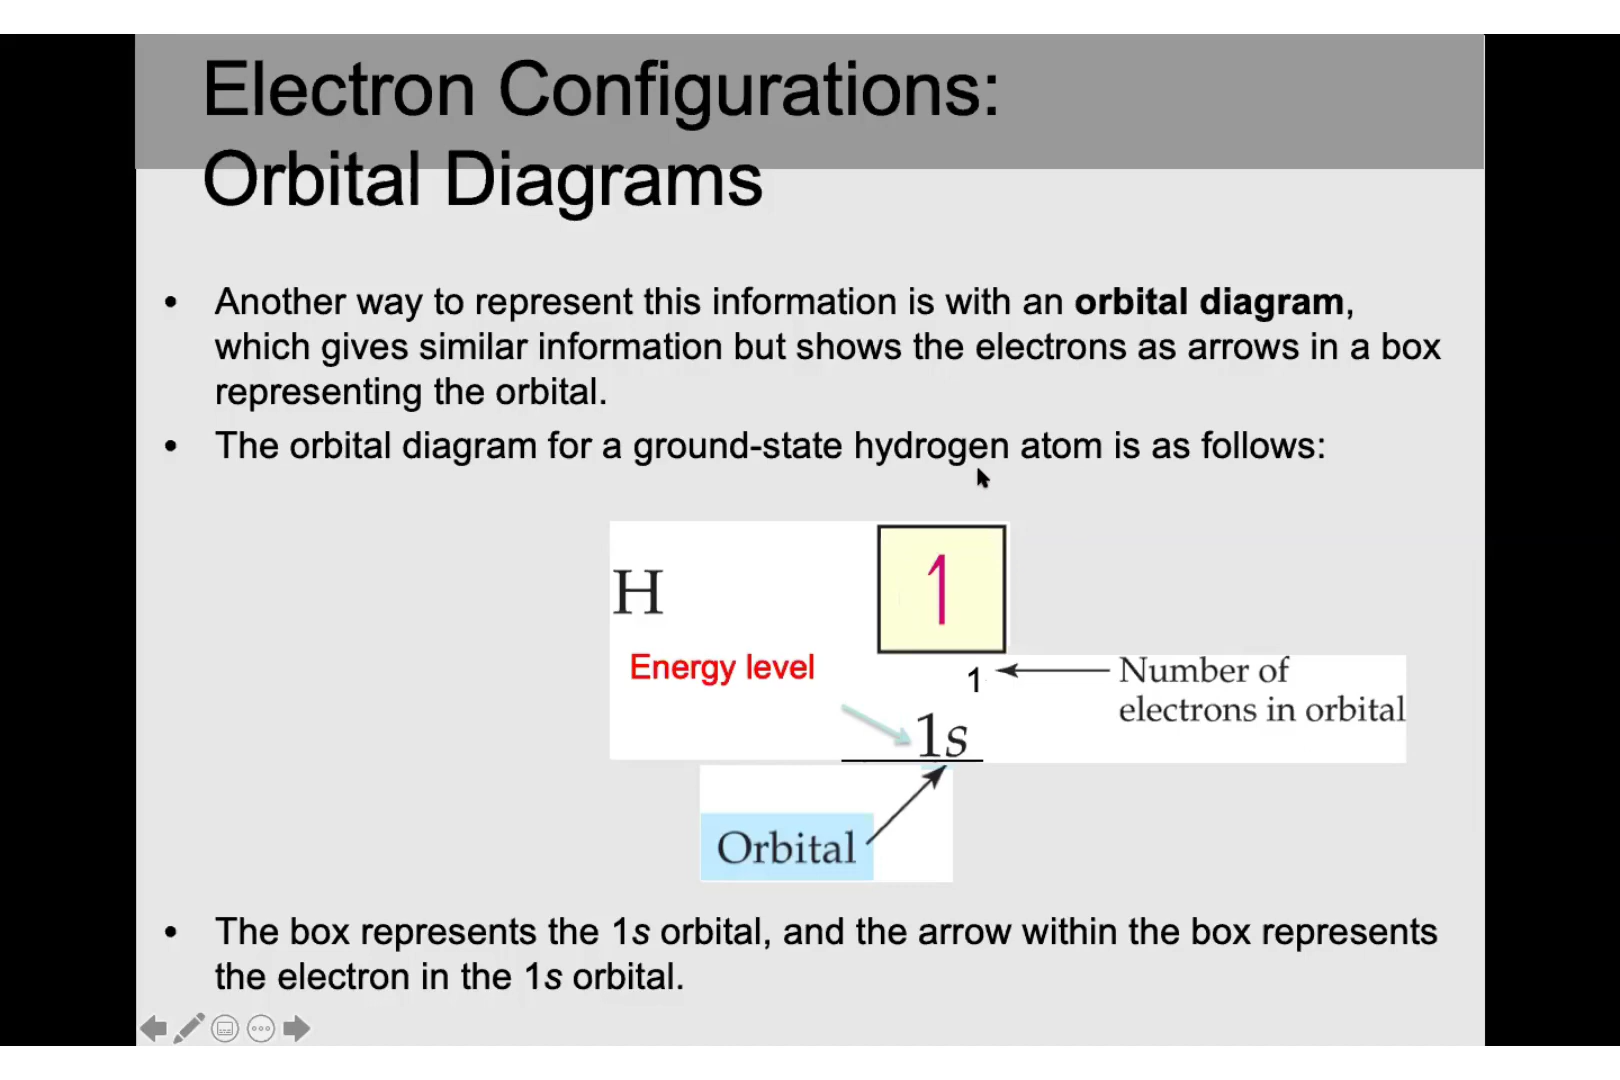 Electron Configurations:
Orbital Diagrams
• Another way to represent this information is with an orbital diagram,
which gives similar information but shows the electrons as arrows in a box
representing the orbital.
• The orbital diagram for a ground-state hydrogen atom is as follows:
H
Energy level
1
Number of
electrons in orbital
1s
Orbital
• The box represents the 1s orbital, and the arrow within the box represents
the electron in the 1s orbital.